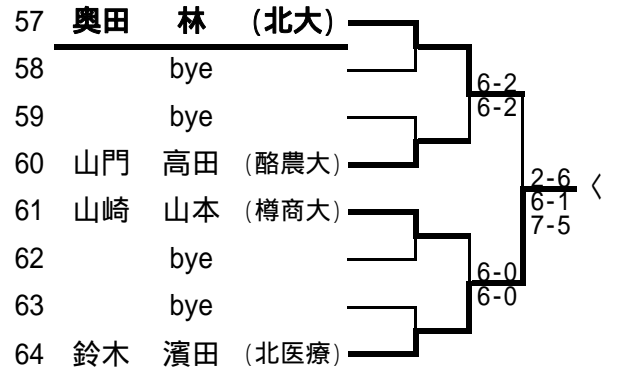 57 奥田 林 (北大)
58 bye
59 bye
60 山門 高田 (酪農大)
61 山崎 山本 (樽商大)
62 bye
63 bye
64 鈴木 濱田 (北医療)
6-2
6-2
2-6
6-1
7-5
6-0
6-0